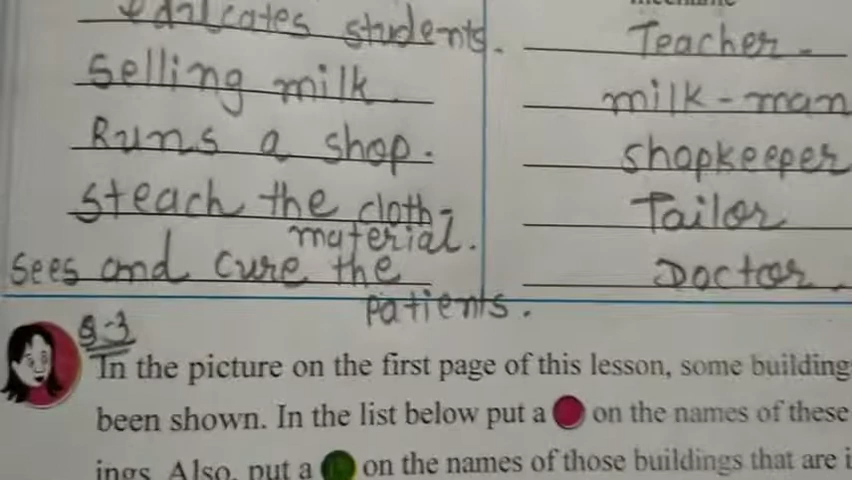 educates students.
Teacher.
Selling milk
milk-man
Runs a shop.
shopkeeper
Steach the cloth-
material.
Tailor
Sees and cure the
patients.
Doctor.
Q-3
In the picture on the first page of this lesson, some building
been shown. In the list below put a on the names of these
ings. Also, put a on the names of those buildings that are i